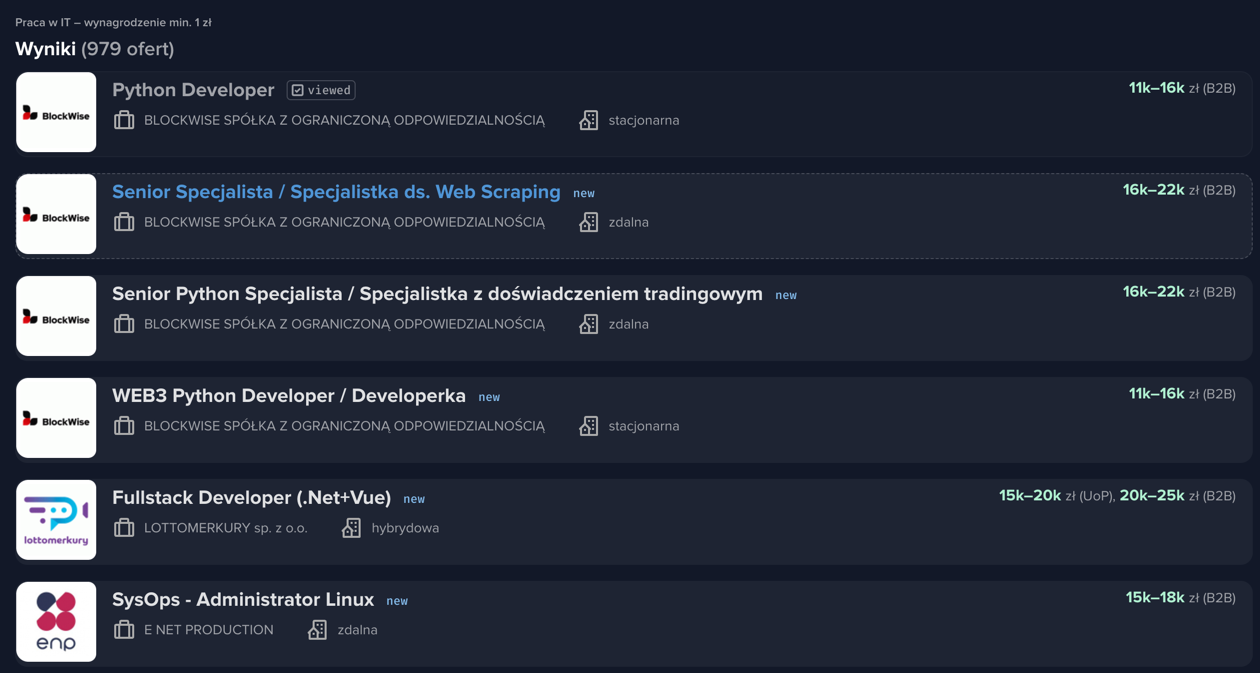 Praca w IT – wynagrodzenie min. 1 zł
Wyniki (979 ofert)
BlockWise
Python Developer viewed 11k–16k zł (B2B)
BLOCKWISE SPÓŁKA Z OGRANICZONĄ ODPOWIEDZIALNOŚCIĄ stacjonarna
BlockWise
Senior Specjalista / Specjalistka ds. Web Scraping new 16k–22k zł (B2B)
BLOCKWISE SPÓŁKA Z OGRANICZONĄ ODPOWIEDZIALNOŚCIĄ zdalna
BlockWise
Senior Python Specjalista / Specjalistka z doświadczeniem tradingowym new 16k–22k zł (B2B)
BLOCKWISE SPÓŁKA Z OGRANICZONĄ ODPOWIEDZIALNOŚCIĄ zdalna
BlockWise
WEB3 Python Developer / Developerka new 11k–16k zł (B2B)
BLOCKWISE SPÓŁKA Z OGRANICZONĄ ODPOWIEDZIALNOŚCIĄ stacjonarna
lottomerkury
Fullstack Developer (.Net+Vue) new 15k–20k zł (UoP), 20k–25k zł (B2B)
LOTTOMERKURY sp. z o.o. hybrydowa
enp
SysOps - Administrator Linux new 15k–18k zł (B2B)
E NET PRODUCTION zdalna